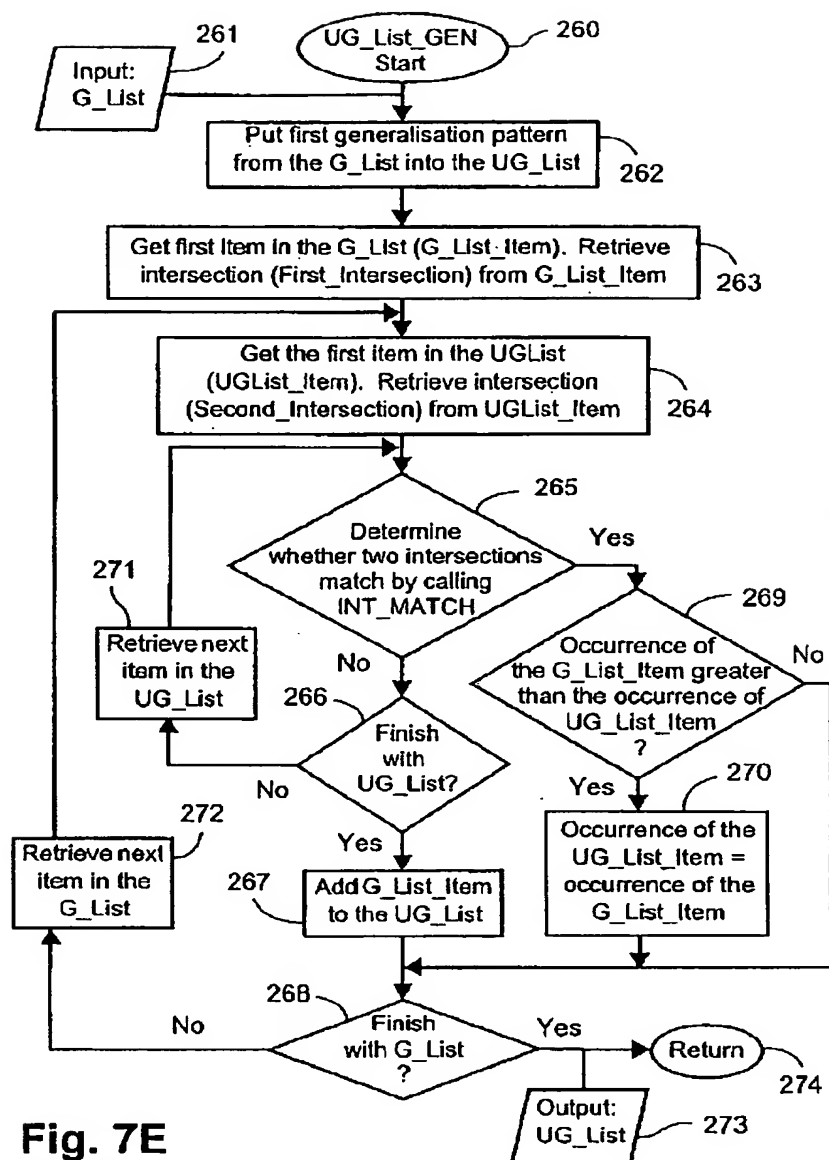 261
UG_List_GEN
Start
260
Input:
G_List
Put first generalisation pattern
from the G_List into the UG_List
262
Get first item in the G_List (G_List_Item). Retrieve
intersection (First_Intersection) from G_List_Item
263
Get the first item in the UGList
(UGList_Item). Retrieve intersection
(Second_Intersection) from UGList_Item
264
265
Determine
whether two intersections
match by calling
INT_MATCH
Yes
271
Retrieve next
item in the
UG_List
No
269
Occurrence of
the G_List_Item greater
than the occurrence of
UG_List_Item
?
No
266
Finish
with
UG_List?
No
Yes
270
Yes
272
Retrieve next
item in the
G_List
Occurrence of the
UG_List_Item =
occurrence of the
G_List_Item
267
Add G_List_Item
to the UG_List
268
Finish
with G_List
?
No
Yes
Return
274
Output:
UG_List
273
Fig. 7E